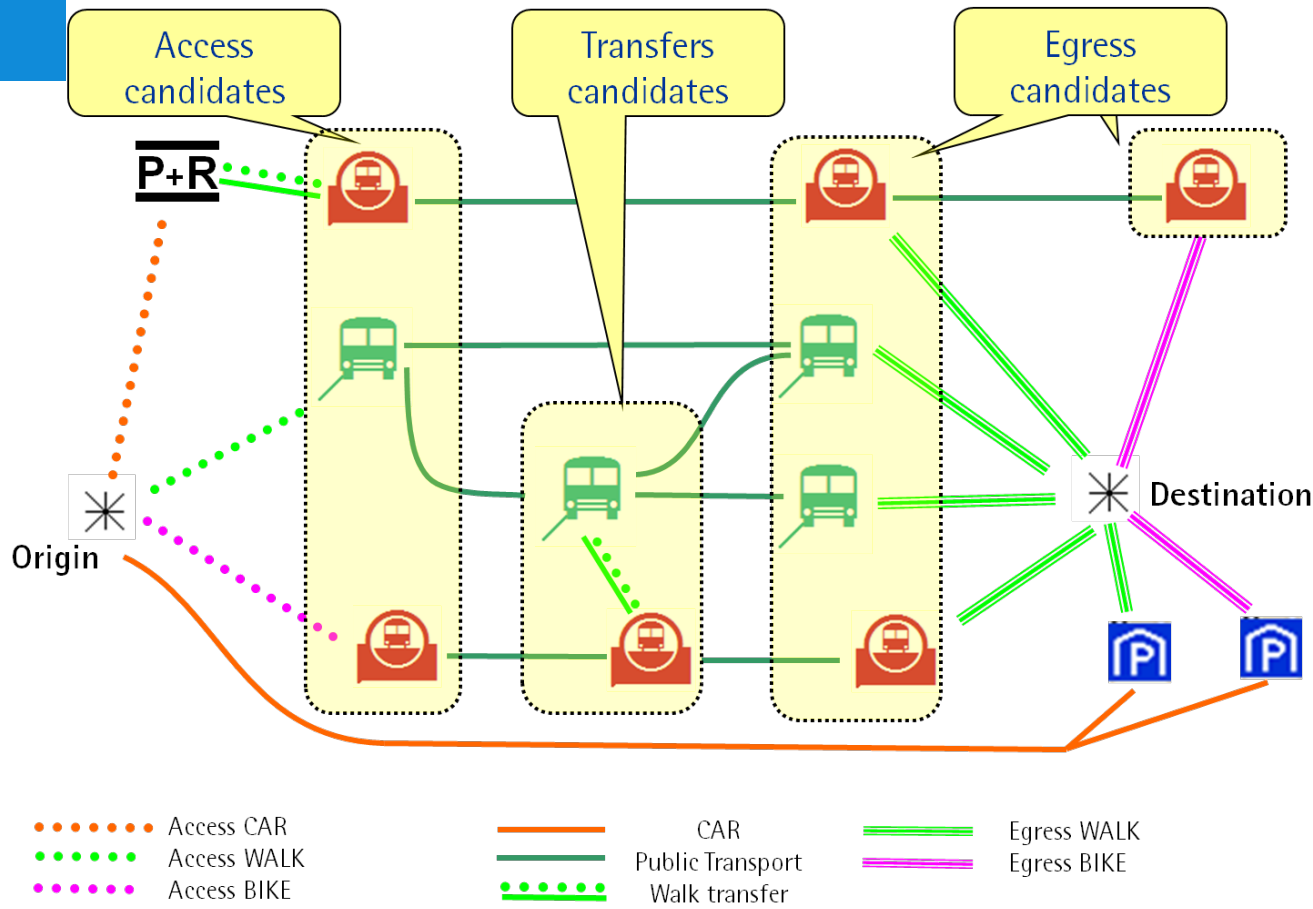 Access
candidates
Transfers
candidates
Egress
candidates
P+R
Origin
Destination
P
P
Access CAR
Access WALK
Access BIKE
CAR
Public Transport
Walk transfer
Egress WALK
Egress BIKE